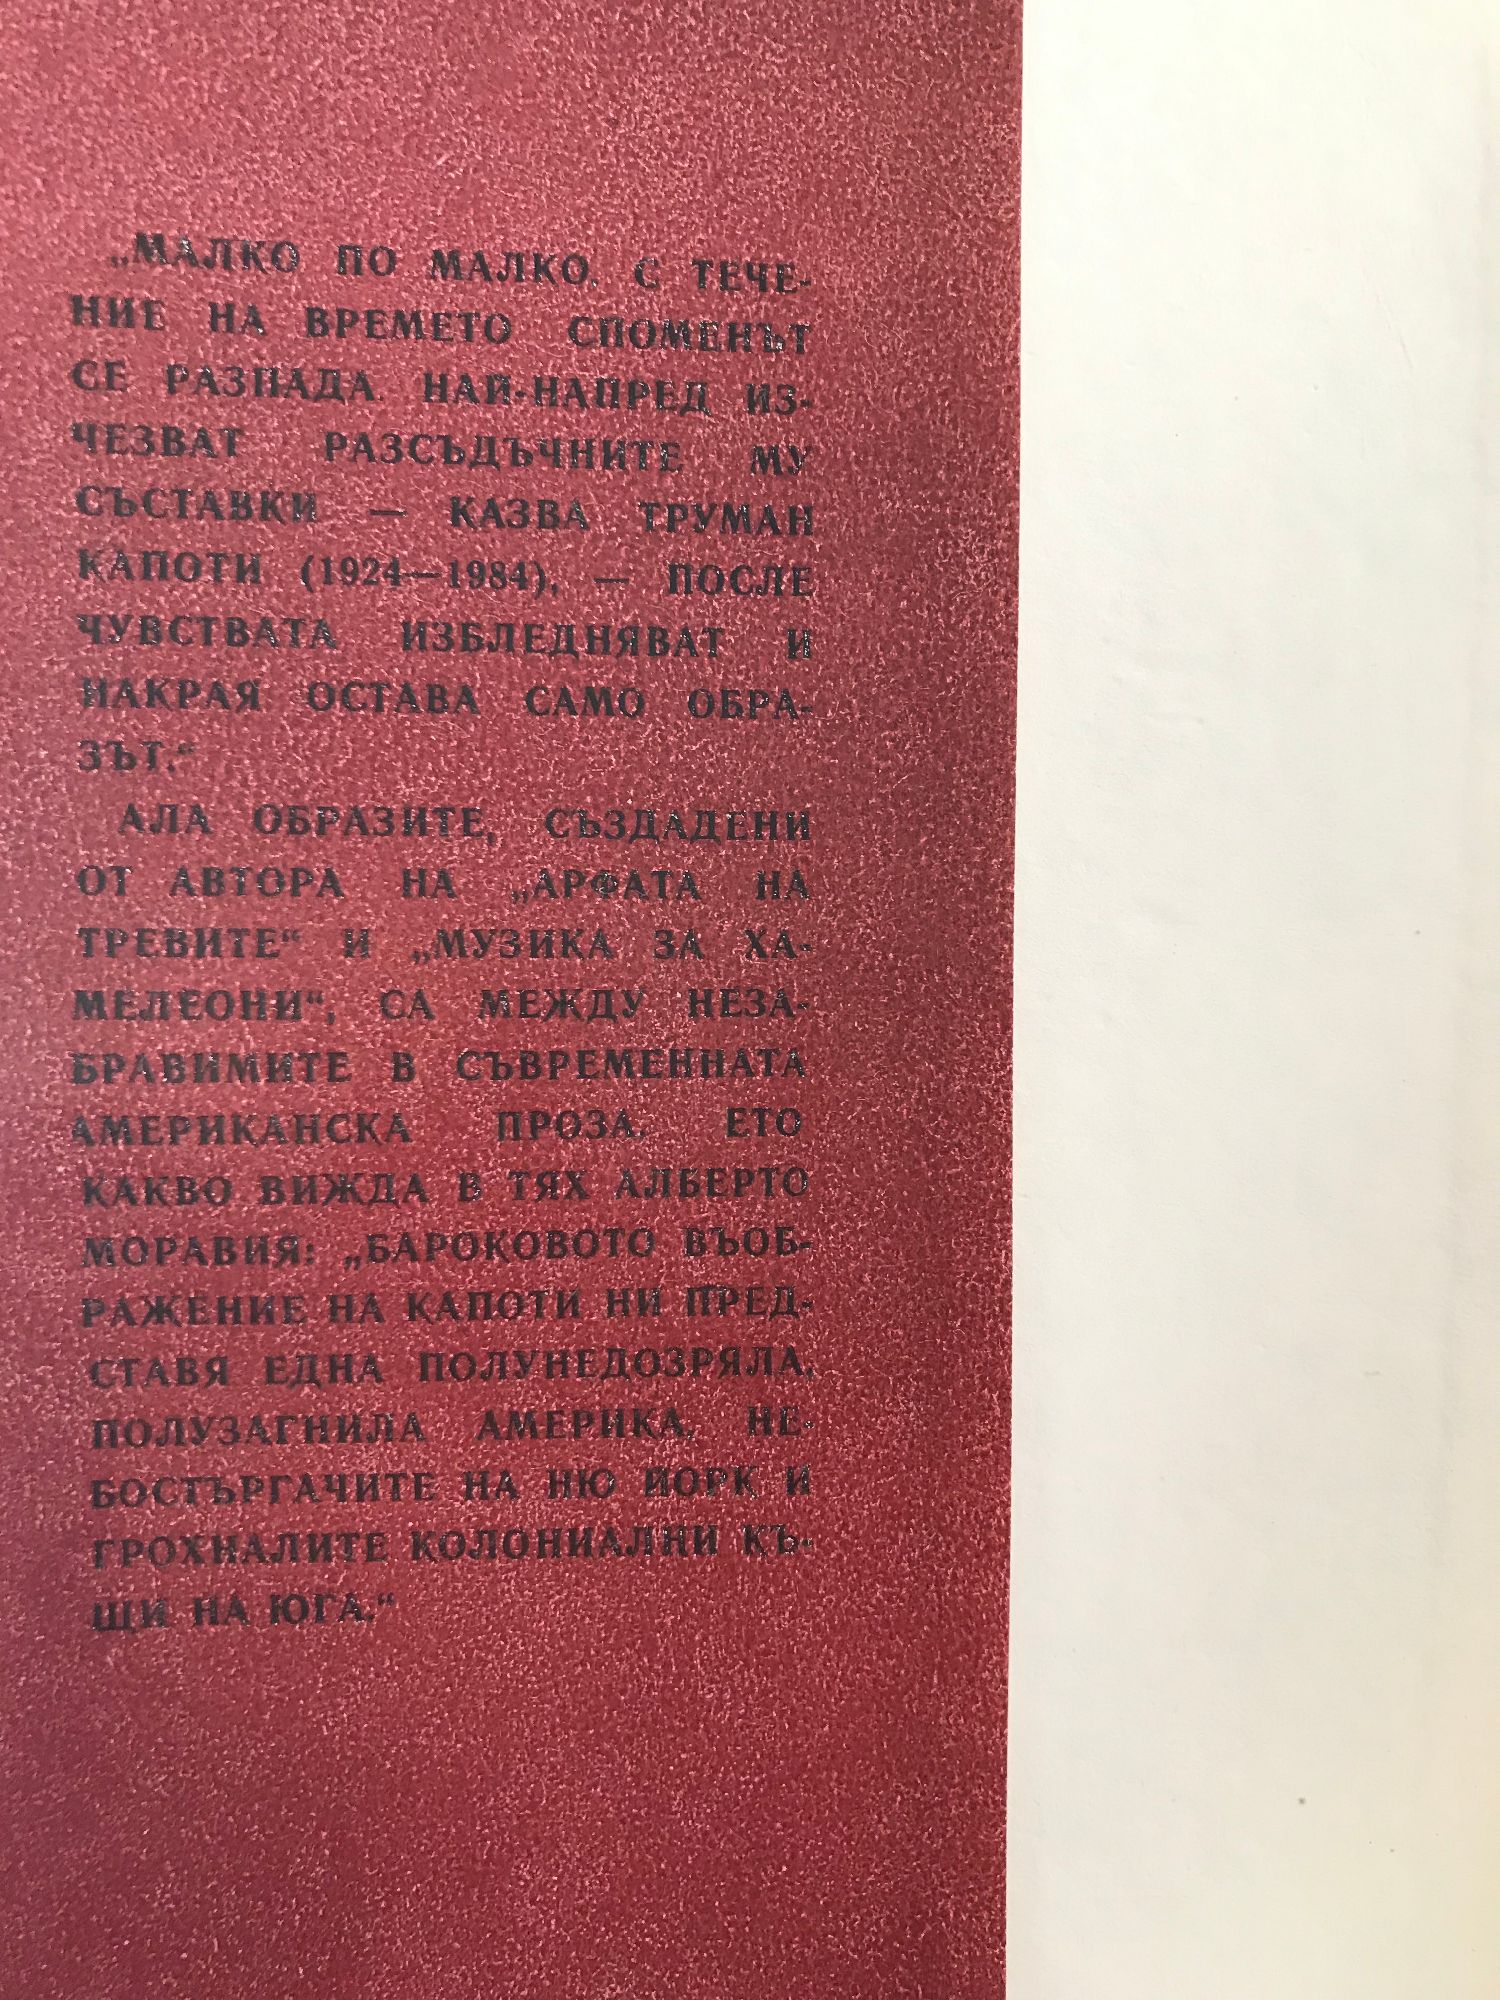 „МАЛКО ПО МАЛКО, С ТЕЧЕ-
НИЕ НА ВРЕМЕТО СПОМЕНЪТ
СЕ РАЗПАДА. НАЙ-НАПРЕД ИЗ-
ЧЕЗВАТ РАЗСЪДЪЧНИТЕ МУ
СЪСТАВКИ — КАЗВА ТРУМАН
КАПОТИ (1924—1984), — ПОСЛЕ
ЧУВСТВАТА ИЗБЛЕДНЯВАТ И
НАКРАЯ ОСТАВА САМО ОБРА-
ЗЪТ.“
АЛА ОБРАЗИТЕ, СЪЗДАДЕНИ
ОТ АВТОРА НА „АРФАТА НА
ТРЕВИТЕ“ И „МУЗИКА ЗА ХА-
МЕЛЕОНИ“, СА МЕЖДУ НЕЗА-
БРАВИМИТЕ В СЪВРЕМЕННАТА
АМЕРИКАНСКА ПРОЗА. ЕТО
КАКВО ВИЖДА В ТЯХ АЛБЕРТО
МОРАВИЯ: „БАРОКОВОТО ВЪОБ-
РАЖЕНИЕ НА КАПОТИ НИ ПРЕД-
СТАВЯ ЕДНА ПОЛУНЕДОЗРЯЛА,
ПОЛУЗАГНИЛА АМЕРИКА, НЕ-
БОСТЪРГАЧИТЕ НА НЮ ЙОРК И
ГРОХНАЛИТЕ КОЛОНИАЛНИ КЪ-
ЩИ НА ЮГА.“